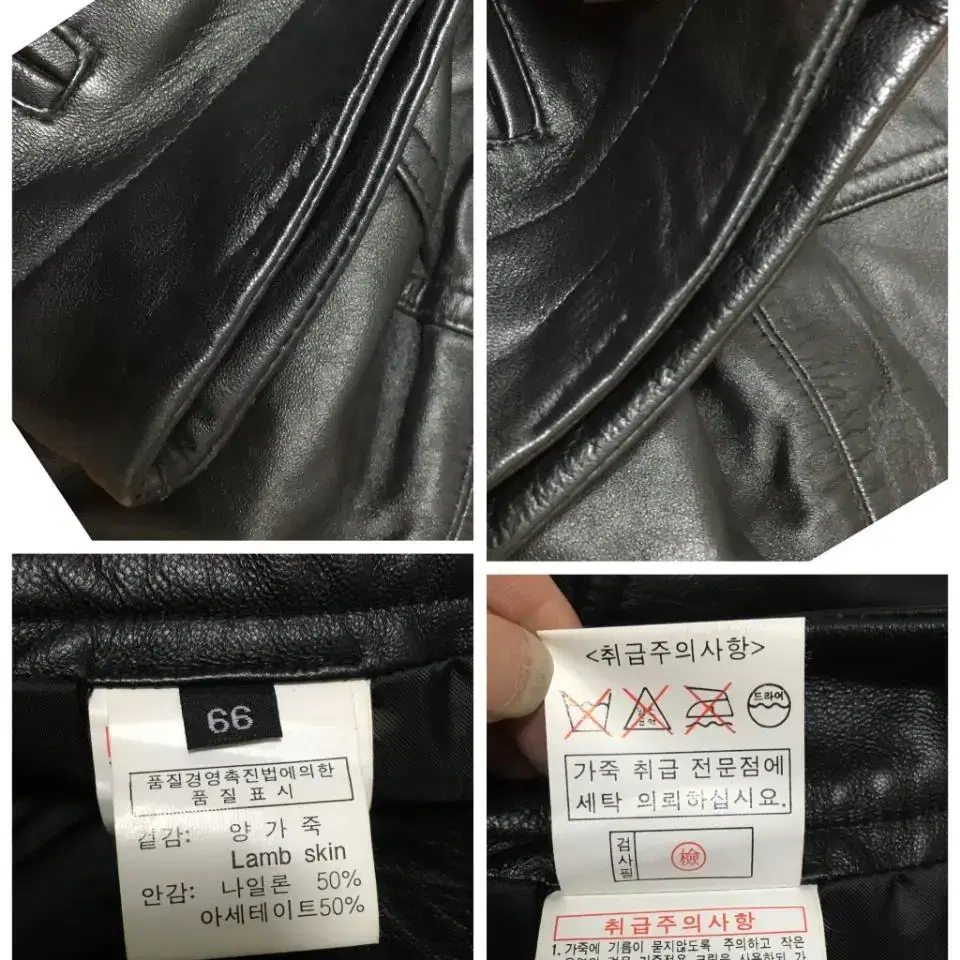 66
품질경영촉진법에의한
품 질 표 시
겉감: 양 가 죽
Lamb skin
안감: 나일론 50%
아세테이트50%
<취급주의사항>
드라이
가죽 취급 전문점에
세탁 의뢰하십시요.
검사필
檢
취급주의사항
1. 가죽에 기름이 묻지않도록 주의하고 작은